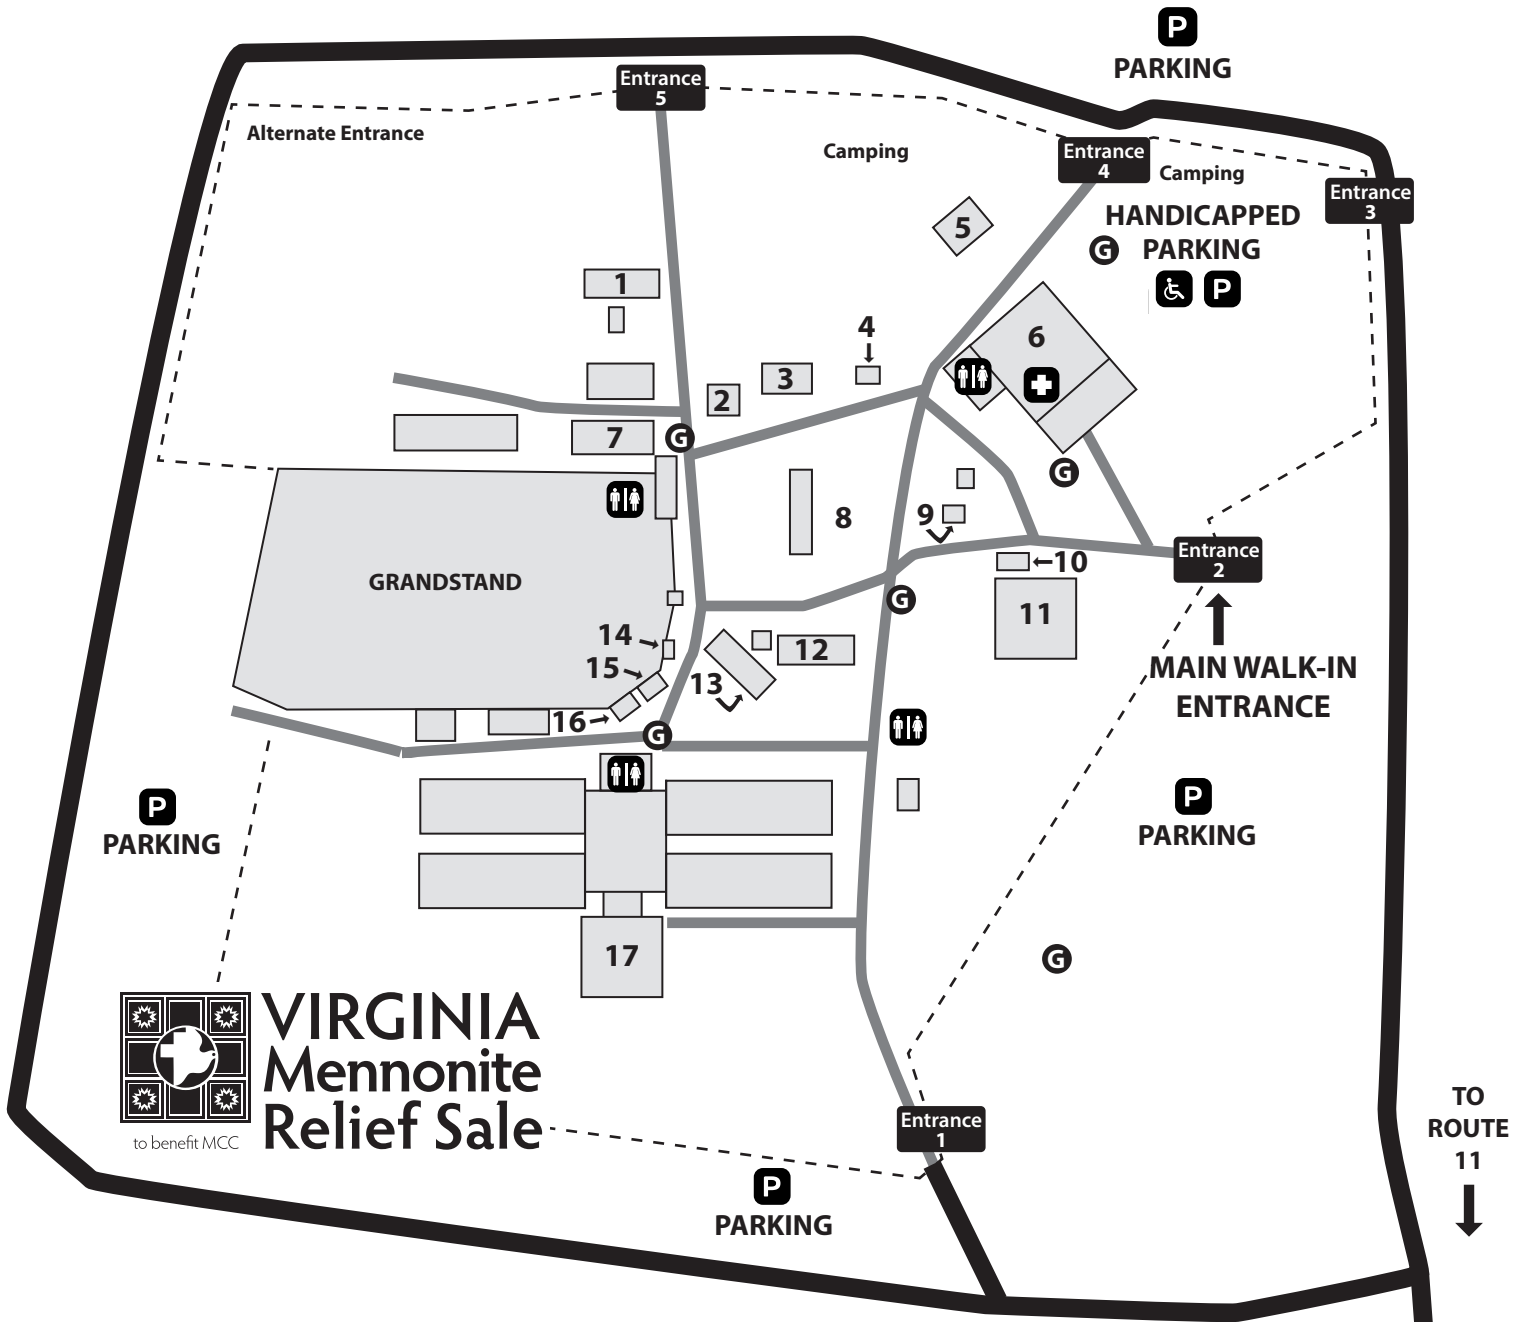 P
PARKING
Entrance
5
Alternate Entrance
Camping
Entrance
4
Camping
Entrance
3
HANDICAPPED
G PARKING
P
5
1
4
6
3
2
7
G
G
8
9
10
Entrance
2
GRANDSTAND
G
11
14
12
15
13
16
MAIN WALK-IN
ENTRANCE
G
P
PARKING
P
PARKING
17
G
VIRGINIA
Mennonite
Relief Sale
to benefit MCC
Entrance
1
P
PARKING
TO
ROUTE
11